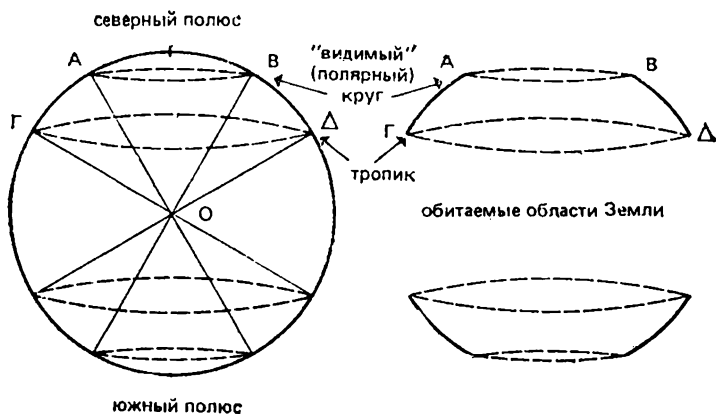 северный полюс
А
В
"видимый"
(полярный)
круг
А
В
Г
Δ
Г
Δ
тропик
О
обитаемые области Земли
южный полюс